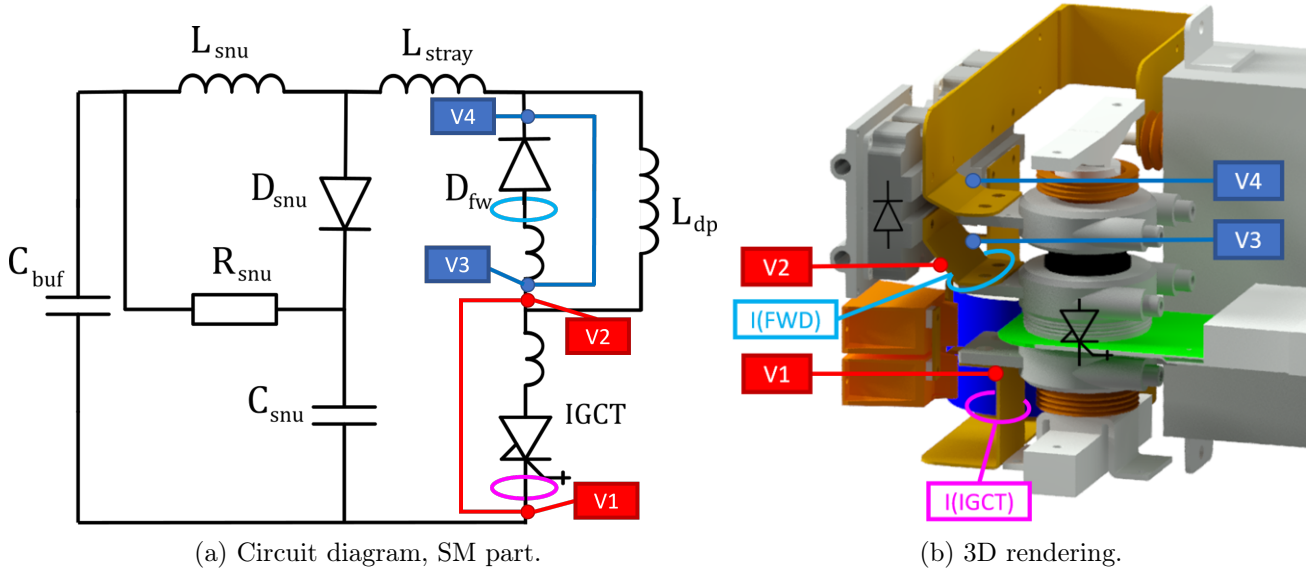 L snu
L stray
V4
D snu
D fw
L dp
C buf
R snu
V3
V2
C snu
IGCT
V1
(a) Circuit diagram, SM part.
V4
V3
V2
I(FWD)
V1
I(IGCT)
(b) 3D rendering.